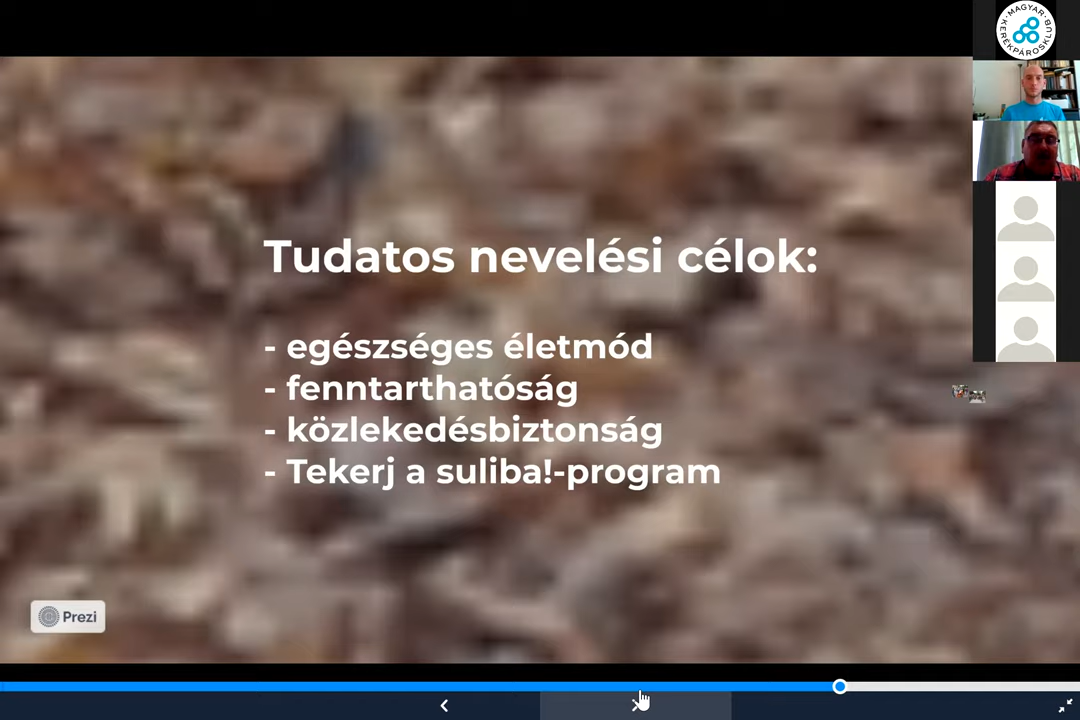 MAGYAR
KERÉKPÁROSKLUB
Tudatos nevelési célok:
- egészséges életmód
- fenntarthatóság
- közlekedésbiztonság
- Tekerj a suliba!-program
Prezi